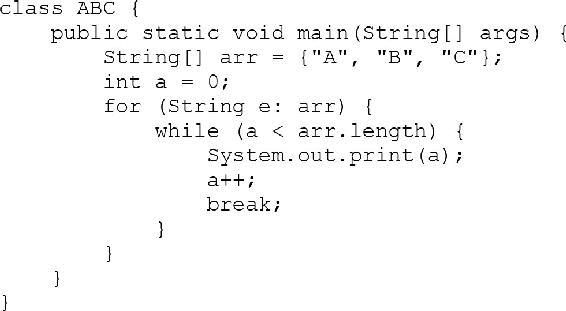 class ABC {
    public static void main(String[] args) {
        String[] arr = {"A", "B", "C"};
        int a = 0;
        for (String e: arr) {
            while (a < arr.length) {
                System.out.print(a);
                a++;
                break;
            }
        }
    }
}